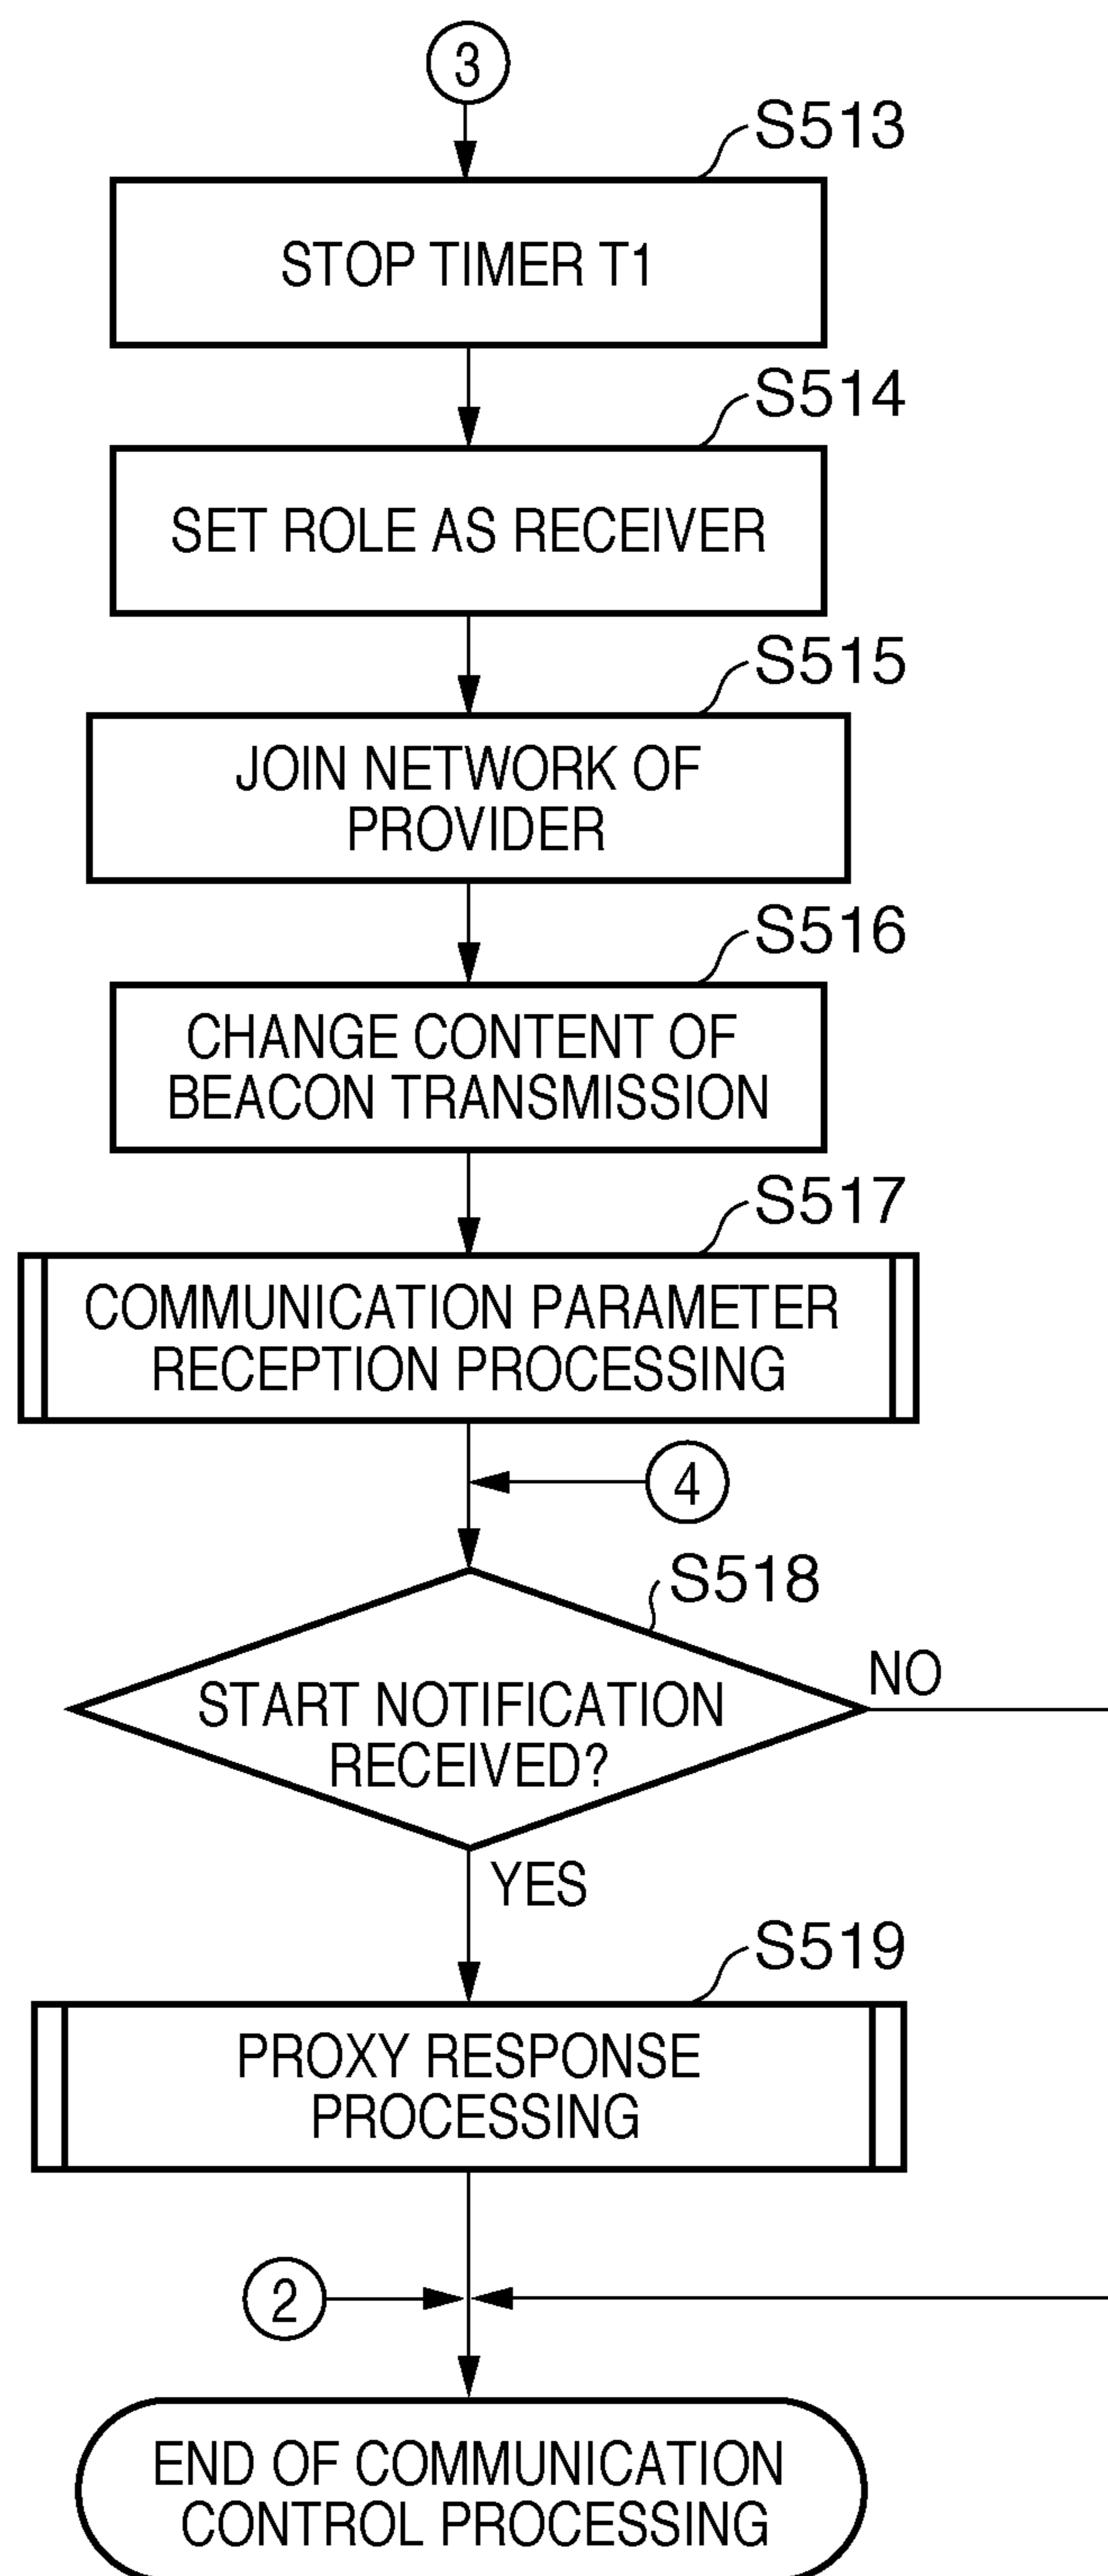 3
S513
STOP TIMER T1
S514
SET ROLE AS RECEIVER
S515
JOIN NETWORK OF
PROVIDER
S516
CHANGE CONTENT OF
BEACON TRANSMISSION
S517
COMMUNICATION PARAMETER
RECEPTION PROCESSING
4
S518
START NOTIFICATION
RECEIVED?
NO
YES
S519
PROXY RESPONSE
PROCESSING
2
END OF COMMUNICATION
CONTROL PROCESSING